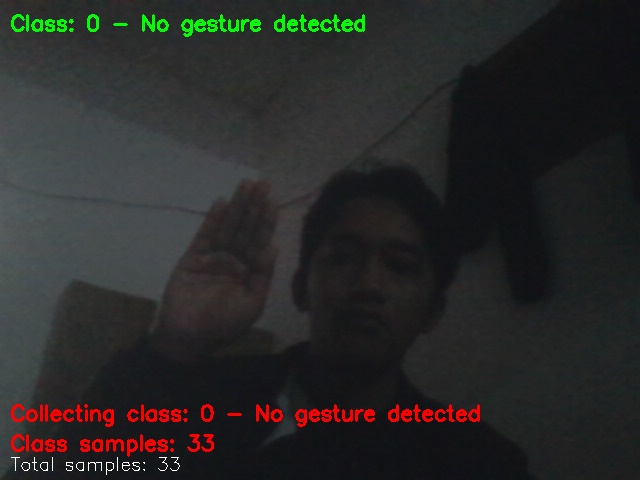 Class: 0 - No gesture detected
Collecting class: 0 - No gesture detected
Class samples: 33
Total samples: 33